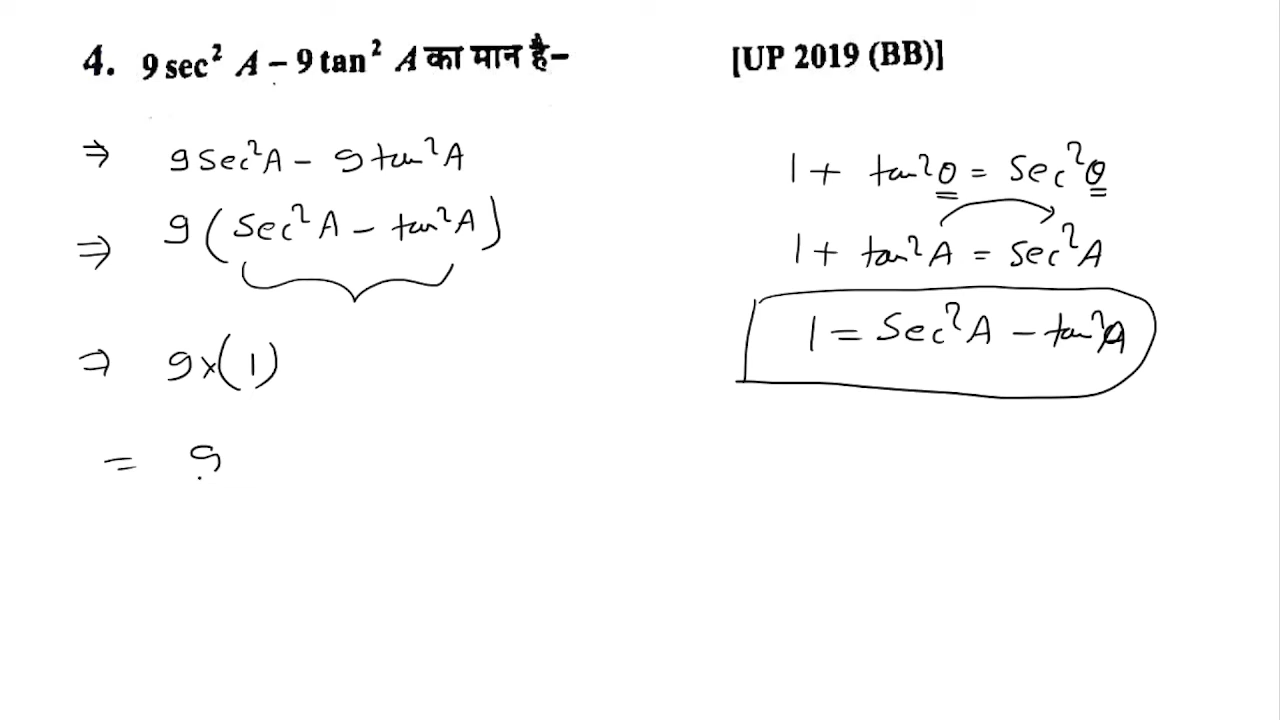 4. 9 sec² A – 9 tan² A का मान है– [UP 2019 (BB)]
⇒ 9 sec²A – 9 tan²A
⇒ 9 (sec²A – tan²A)
⇒ 9×(1)
= 9
1 + tan²θ = sec²θ
1 + tan²A = sec²A
1 = sec²A – tan²A